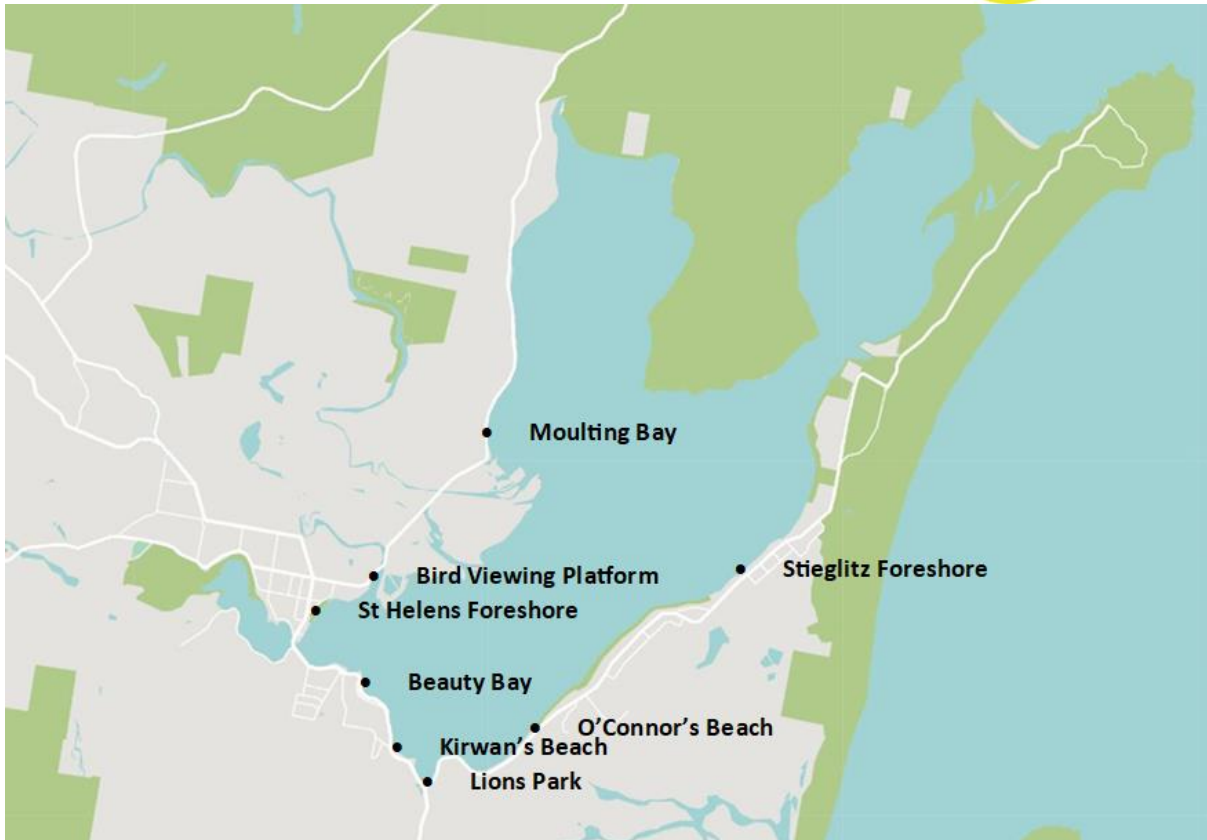 Moulting Bay
Stieglitz Foreshore
Bird Viewing Platform
St Helens Foreshore
Beauty Bay
O'Connor's Beach
Kirwan's Beach
Lions Park